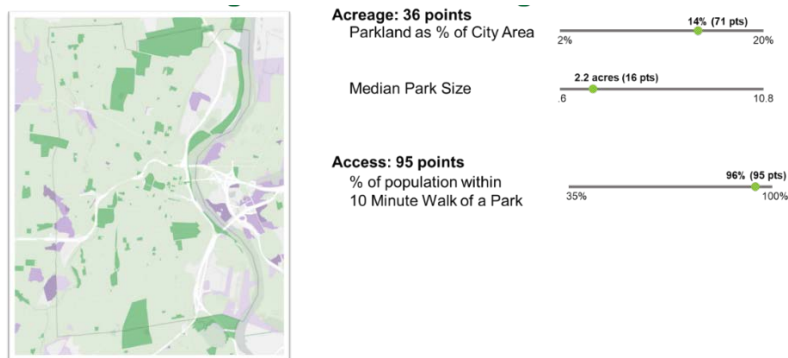 Acreage: 36 points
Parkland as % of City Area
14% (71 pts)
2%
20%
Median Park Size
2.2 acres (16 pts)
.6
10.8
Access: 95 points
% of population within
10 Minute Walk of a Park
96% (95 pts)
35%
100%